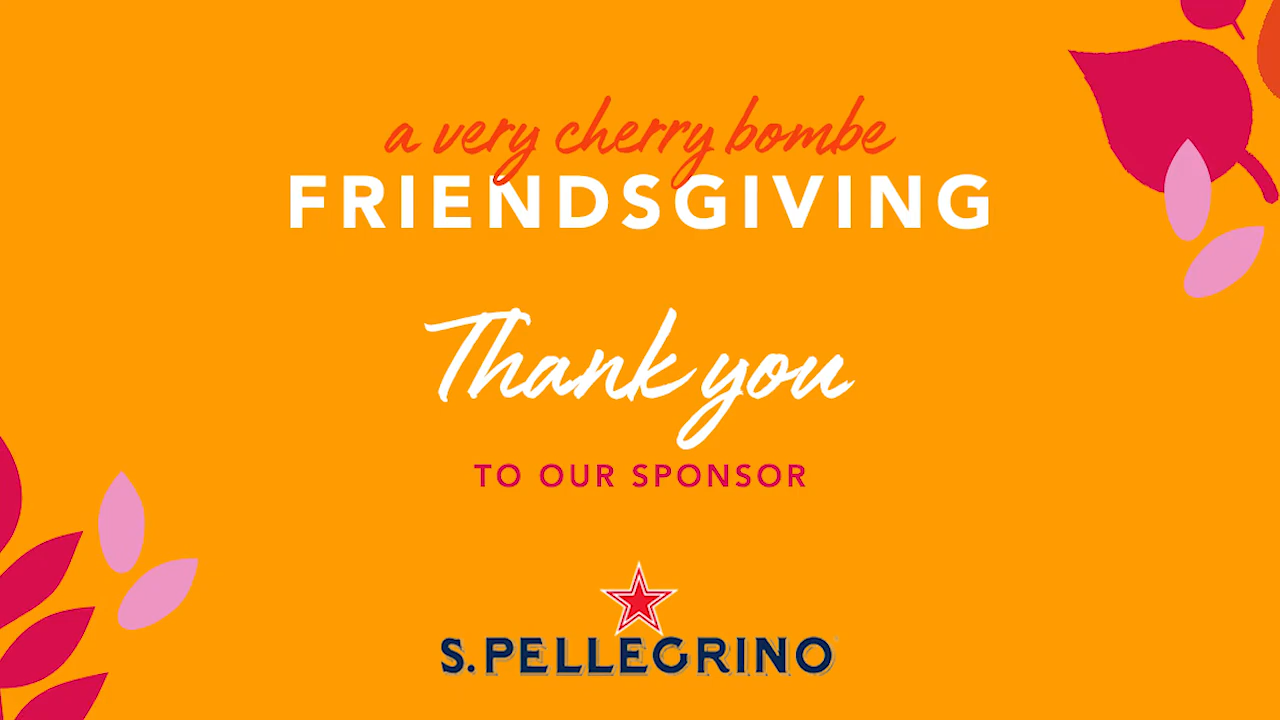 a very cherry bombe
FRIENDSGIVING
Thank you
TO OUR SPONSOR
S.PELLEGRINO